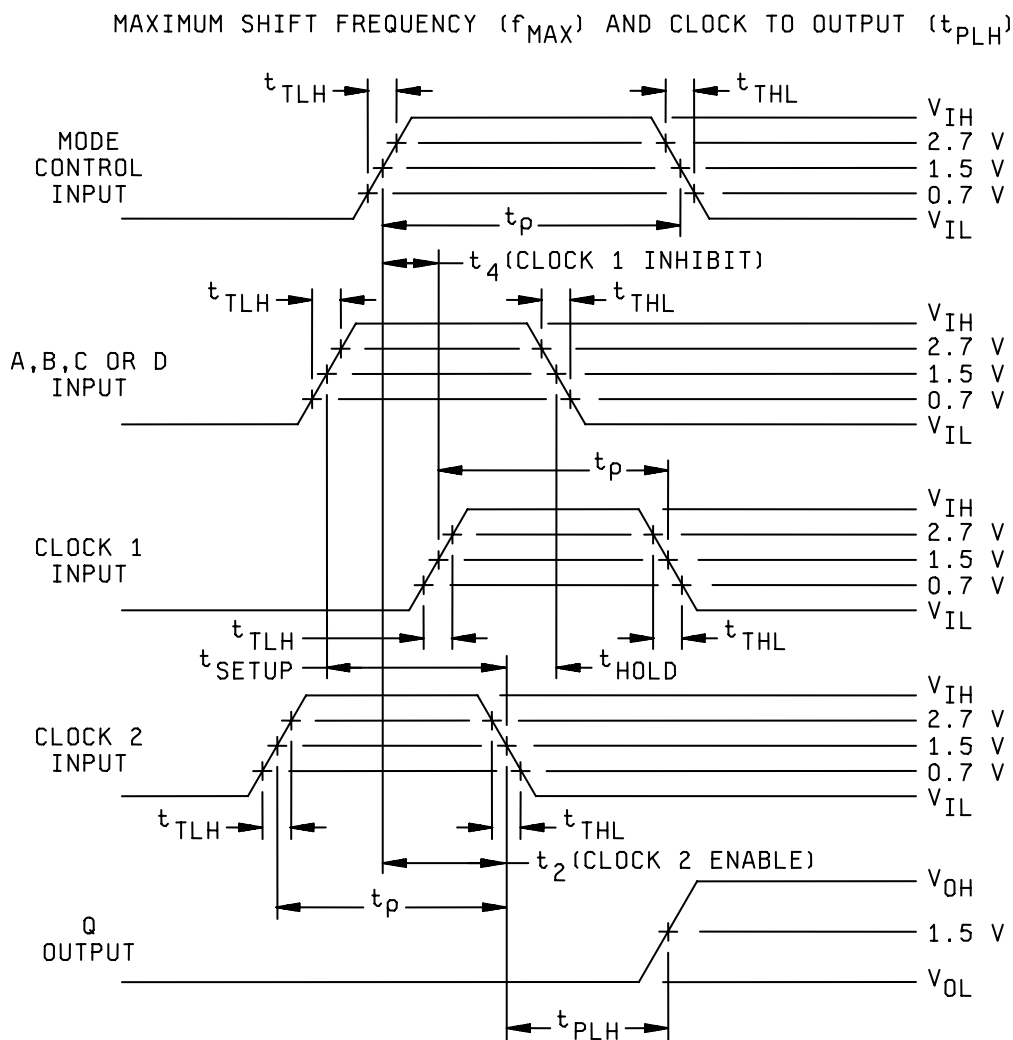 MAXIMUM SHIFT FREQUENCY (fMAX) AND CLOCK TO OUTPUT (tPLH)
tTLH
tTHL
MODE
CONTROL
INPUT
VIH
2.7 V
1.5 V
0.7 V
VIL
tp
t4 (CLOCK 1 INHIBIT)
tTLH
tTHL
A,B,C OR D
INPUT
VIH
2.7 V
1.5 V
0.7 V
VIL
tp
CLOCK 1
INPUT
VIH
2.7 V
1.5 V
0.7 V
VIL
tTLH
tTHL
tSETUP
tHOLD
CLOCK 2
INPUT
VIH
2.7 V
1.5 V
0.7 V
VIL
tTLH
tTHL
t2 (CLOCK 2 ENABLE)
tp
Q
OUTPUT
VOH
1.5 V
VOL
tPLH